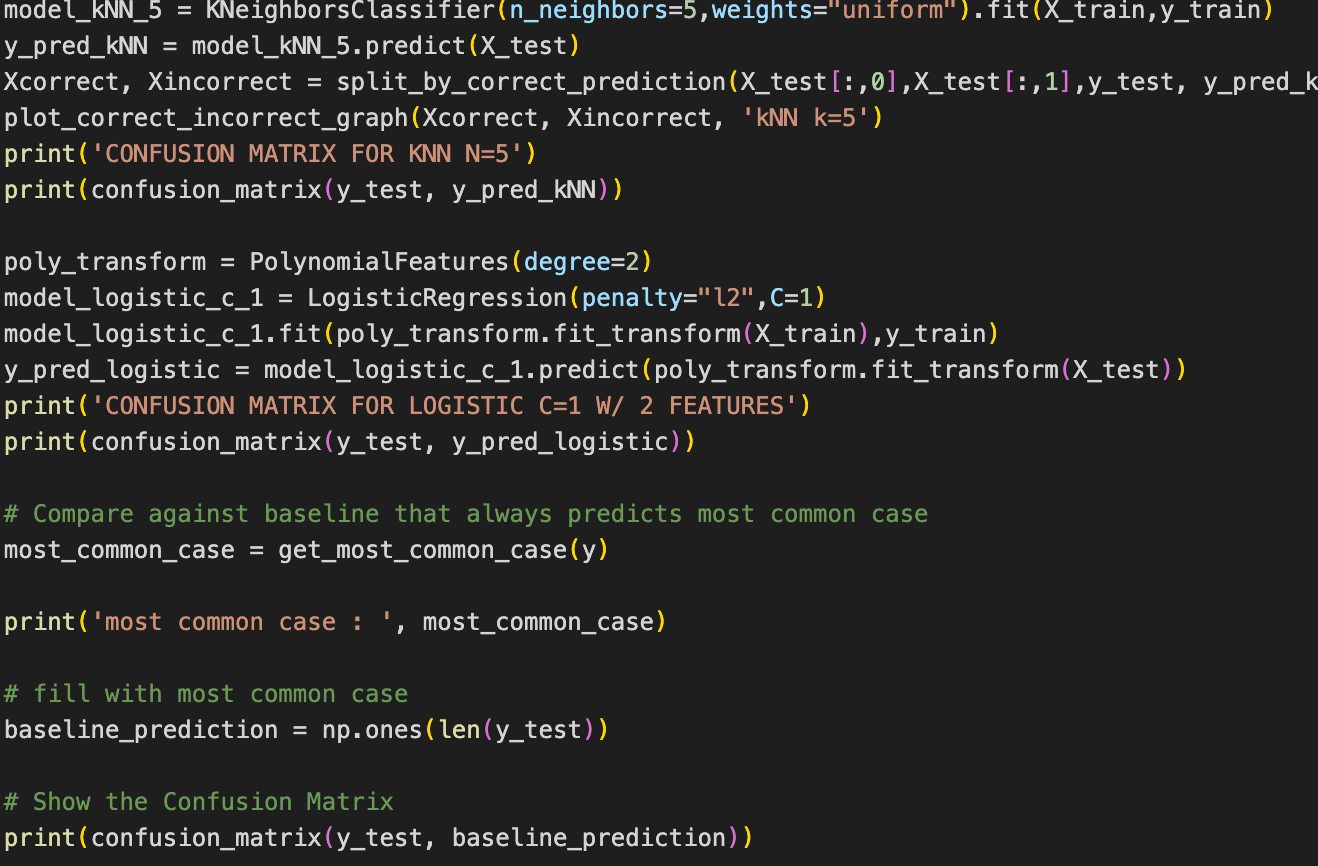 model_kNN_5 = KNeighborsClassifier(n_neighbors=5,weights="uniform").fit(X_train,y_train)
y_pred_kNN = model_kNN_5.predict(X_test)
Xcorrect, Xincorrect = split_by_correct_prediction(X_test[:,0],X_test[:,1],y_test, y_pred_k
plot_correct_incorrect_graph(Xcorrect, Xincorrect, 'kNN k=5')
print('CONFUSION MATRIX FOR KNN N=5')
print(confusion_matrix(y_test, y_pred_kNN))

poly_transform = PolynomialFeatures(degree=2)
model_logistic_c_1 = LogisticRegression(penalty="l2",C=1)
model_logistic_c_1.fit(poly_transform.fit_transform(X_train),y_train)
y_pred_logistic = model_logistic_c_1.predict(poly_transform.fit_transform(X_test))
print('CONFUSION MATRIX FOR LOGISTIC C=1 W/ 2 FEATURES')
print(confusion_matrix(y_test, y_pred_logistic))

# Compare against baseline that always predicts most common case
most_common_case = get_most_common_case(y)

print('most common case : ', most_common_case)

# fill with most common case
baseline_prediction = np.ones(len(y_test))

# Show the Confusion Matrix
print(confusion_matrix(y_test, baseline_prediction))